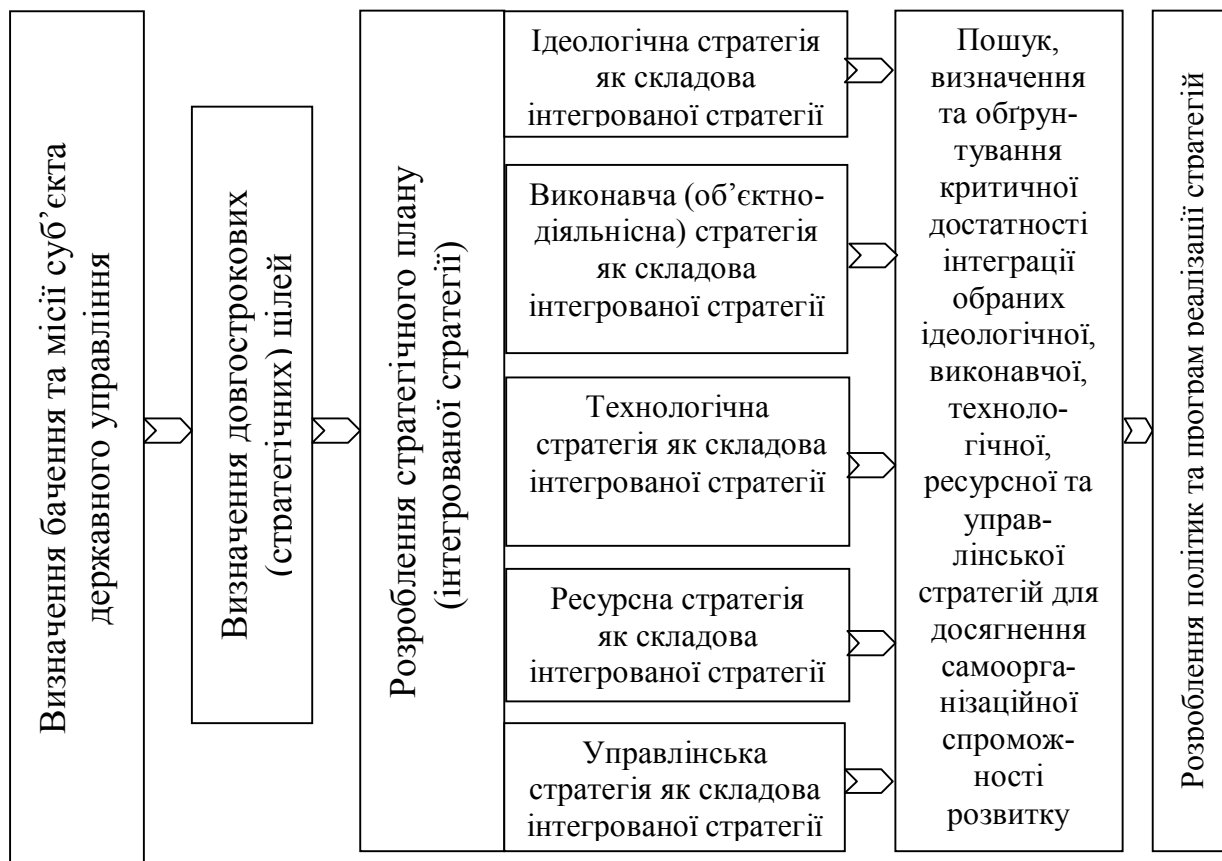 Визначення бачення та місії суб’єкта
державного управління
Визначення довгострокових
(стратегічних) цілей
Розроблення стратегічного плану
(інтегрованої стратегії)
Ідеологічна стратегія
як складова
інтегрованої стратегії
Виконавча (об’єктно-
діяльнісна) стратегія
як складова
інтегрованої стратегії
Технологічна
стратегія як складова
інтегрованої стратегії
Ресурсна стратегія
як складова
інтегрованої стратегії
Управлінська
стратегія як складова
інтегрованої стратегії
Пошук,
визначення
та обґрун-
тування
критичної
достатності
інтеграції
обраних
ідеологічної,
виконавчої,
техноло-
гічної,
ресурсної та
управ-
лінської
стратегій для
досягнення
самоорга-
нізаційної
спромож-
ності
розвитку
Розроблення політик та програм реалізації стратегій